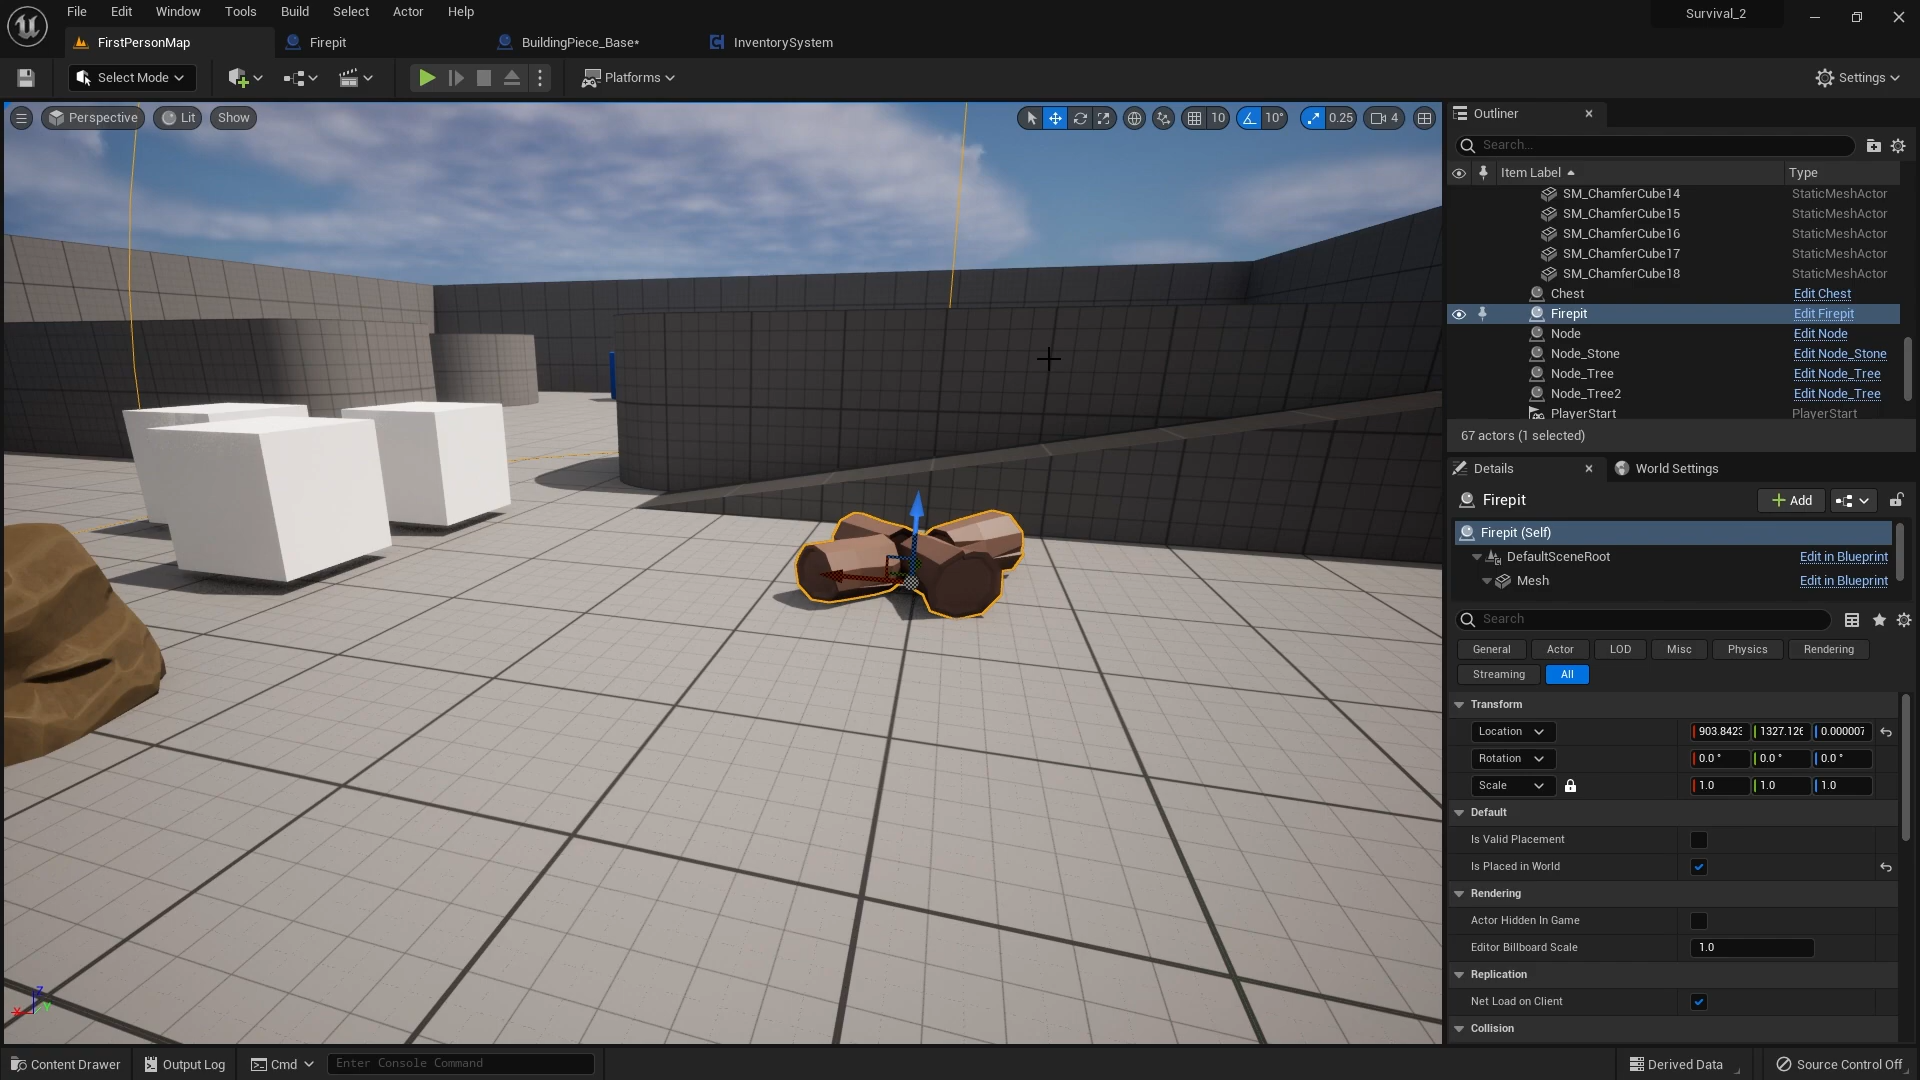 File Edit Window Tools Build Select Actor Help
Survival_2
FirstPersonMap
Firepit
BuildingPiece_Base*
InventorySystem
Select Mode
Platforms
Settings
Perspective
Lit
Show
10
10°
0.25
4
Outliner
Search...
Item Label
Type
SM_ChamferCube14 StaticMeshActor
SM_ChamferCube15 StaticMeshActor
SM_ChamferCube16 StaticMeshActor
SM_ChamferCube17 StaticMeshActor
SM_ChamferCube18 StaticMeshActor
Chest Edit Chest
Firepit Edit Firepit
Node Edit Node
Node_Stone Edit Node_Stone
Node_Tree Edit Node_Tree
Node_Tree2 Edit Node_Tree
PlayerStart PlayerStart
67 actors (1 selected)
Details
World Settings
Firepit
Add
Firepit (Self)
DefaultSceneRoot Edit in Blueprint
Mesh Edit in Blueprint
Search
General Actor LOD Misc Physics Rendering
Streaming All
Transform
Location 903.842 1327.126 0.000007
Rotation 0.0 ° 0.0 ° 0.0 °
Scale 1.0 1.0 1.0
Default
Is Valid Placement
Is Placed in World
Rendering
Actor Hidden In Game
Editor Billboard Scale 1.0
Replication
Net Load on Client
Collision
X Z Y
Content Drawer
Output Log
Cmd
Enter Console Command
Derived Data
Source Control Off